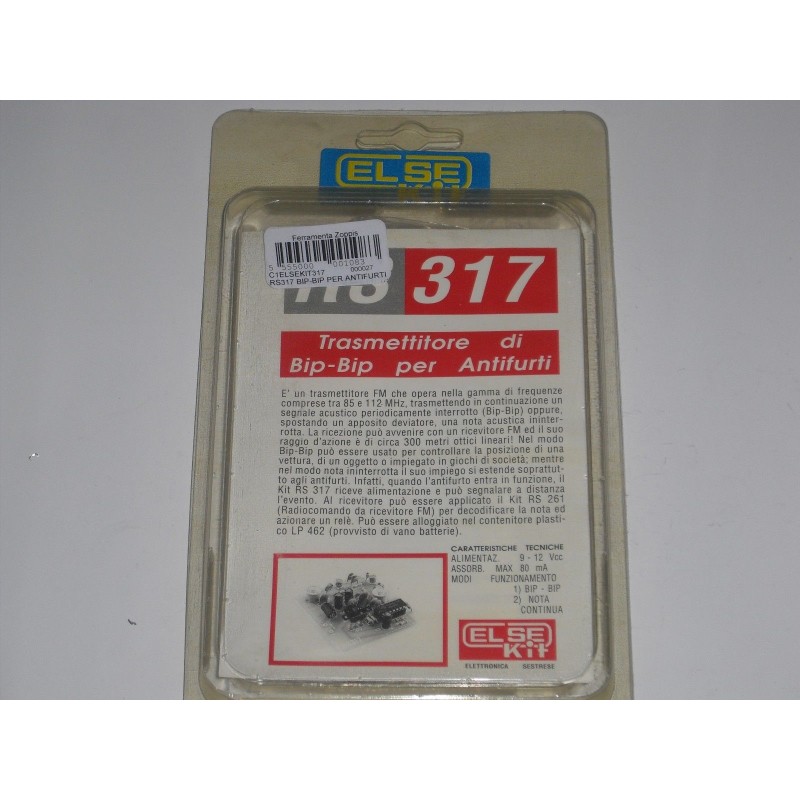 ELSE
Kit
Ferramenta Zoppis
5 555000 001083
C1ELSEKIT317 000027
RS317 BIP-BIP PER ANTIFURTI
RS 317
Trasmettitore di
Bip-Bip per Antifurti
E' un trasmettitore FM che opera nella gamma di frequenze
comprese tra 85 e 112 MHz, trasmettendo in continuazione un
segnale acustico periodicamente interrotto (Bip-Bip) oppure,
spostando un apposito deviatore, una nota acustica ininter-
rotta. La ricezione può avvenire con un ricevitore FM ed il suo
raggio d'azione è di circa 300 metri ottici lineari! Nel modo
Bip-Bip può essere usato per controllare la posizione di una
vettura, di un oggetto o impiegato in giochi di società; mentre
nel modo nota ininterrotta il suo impiego si estende soprattut-
to agli antifurti. Infatti, quando l'antifurto entra in funzione, il
Kit RS 317 riceve alimentazione e può segnalare a distanza
l'evento. Al ricevitore può essere applicato il Kit RS 261
(Radiocomando da ricevitore FM) per decodificare la nota ed
azionare un relè. Può essere alloggiato nel contenitore plasti-
co LP 462 (provvisto di vano batterie).
CARATTERISTICHE TECNICHE
ALIMENTAZ. 9 - 12 Vcc
ASSORB. MAX 80 mA
MODI FUNZIONAMENTO
1) BIP - BIP
2) NOTA
CONTINUA
ELSE
Kit
ELETTRONICA SESTRESE